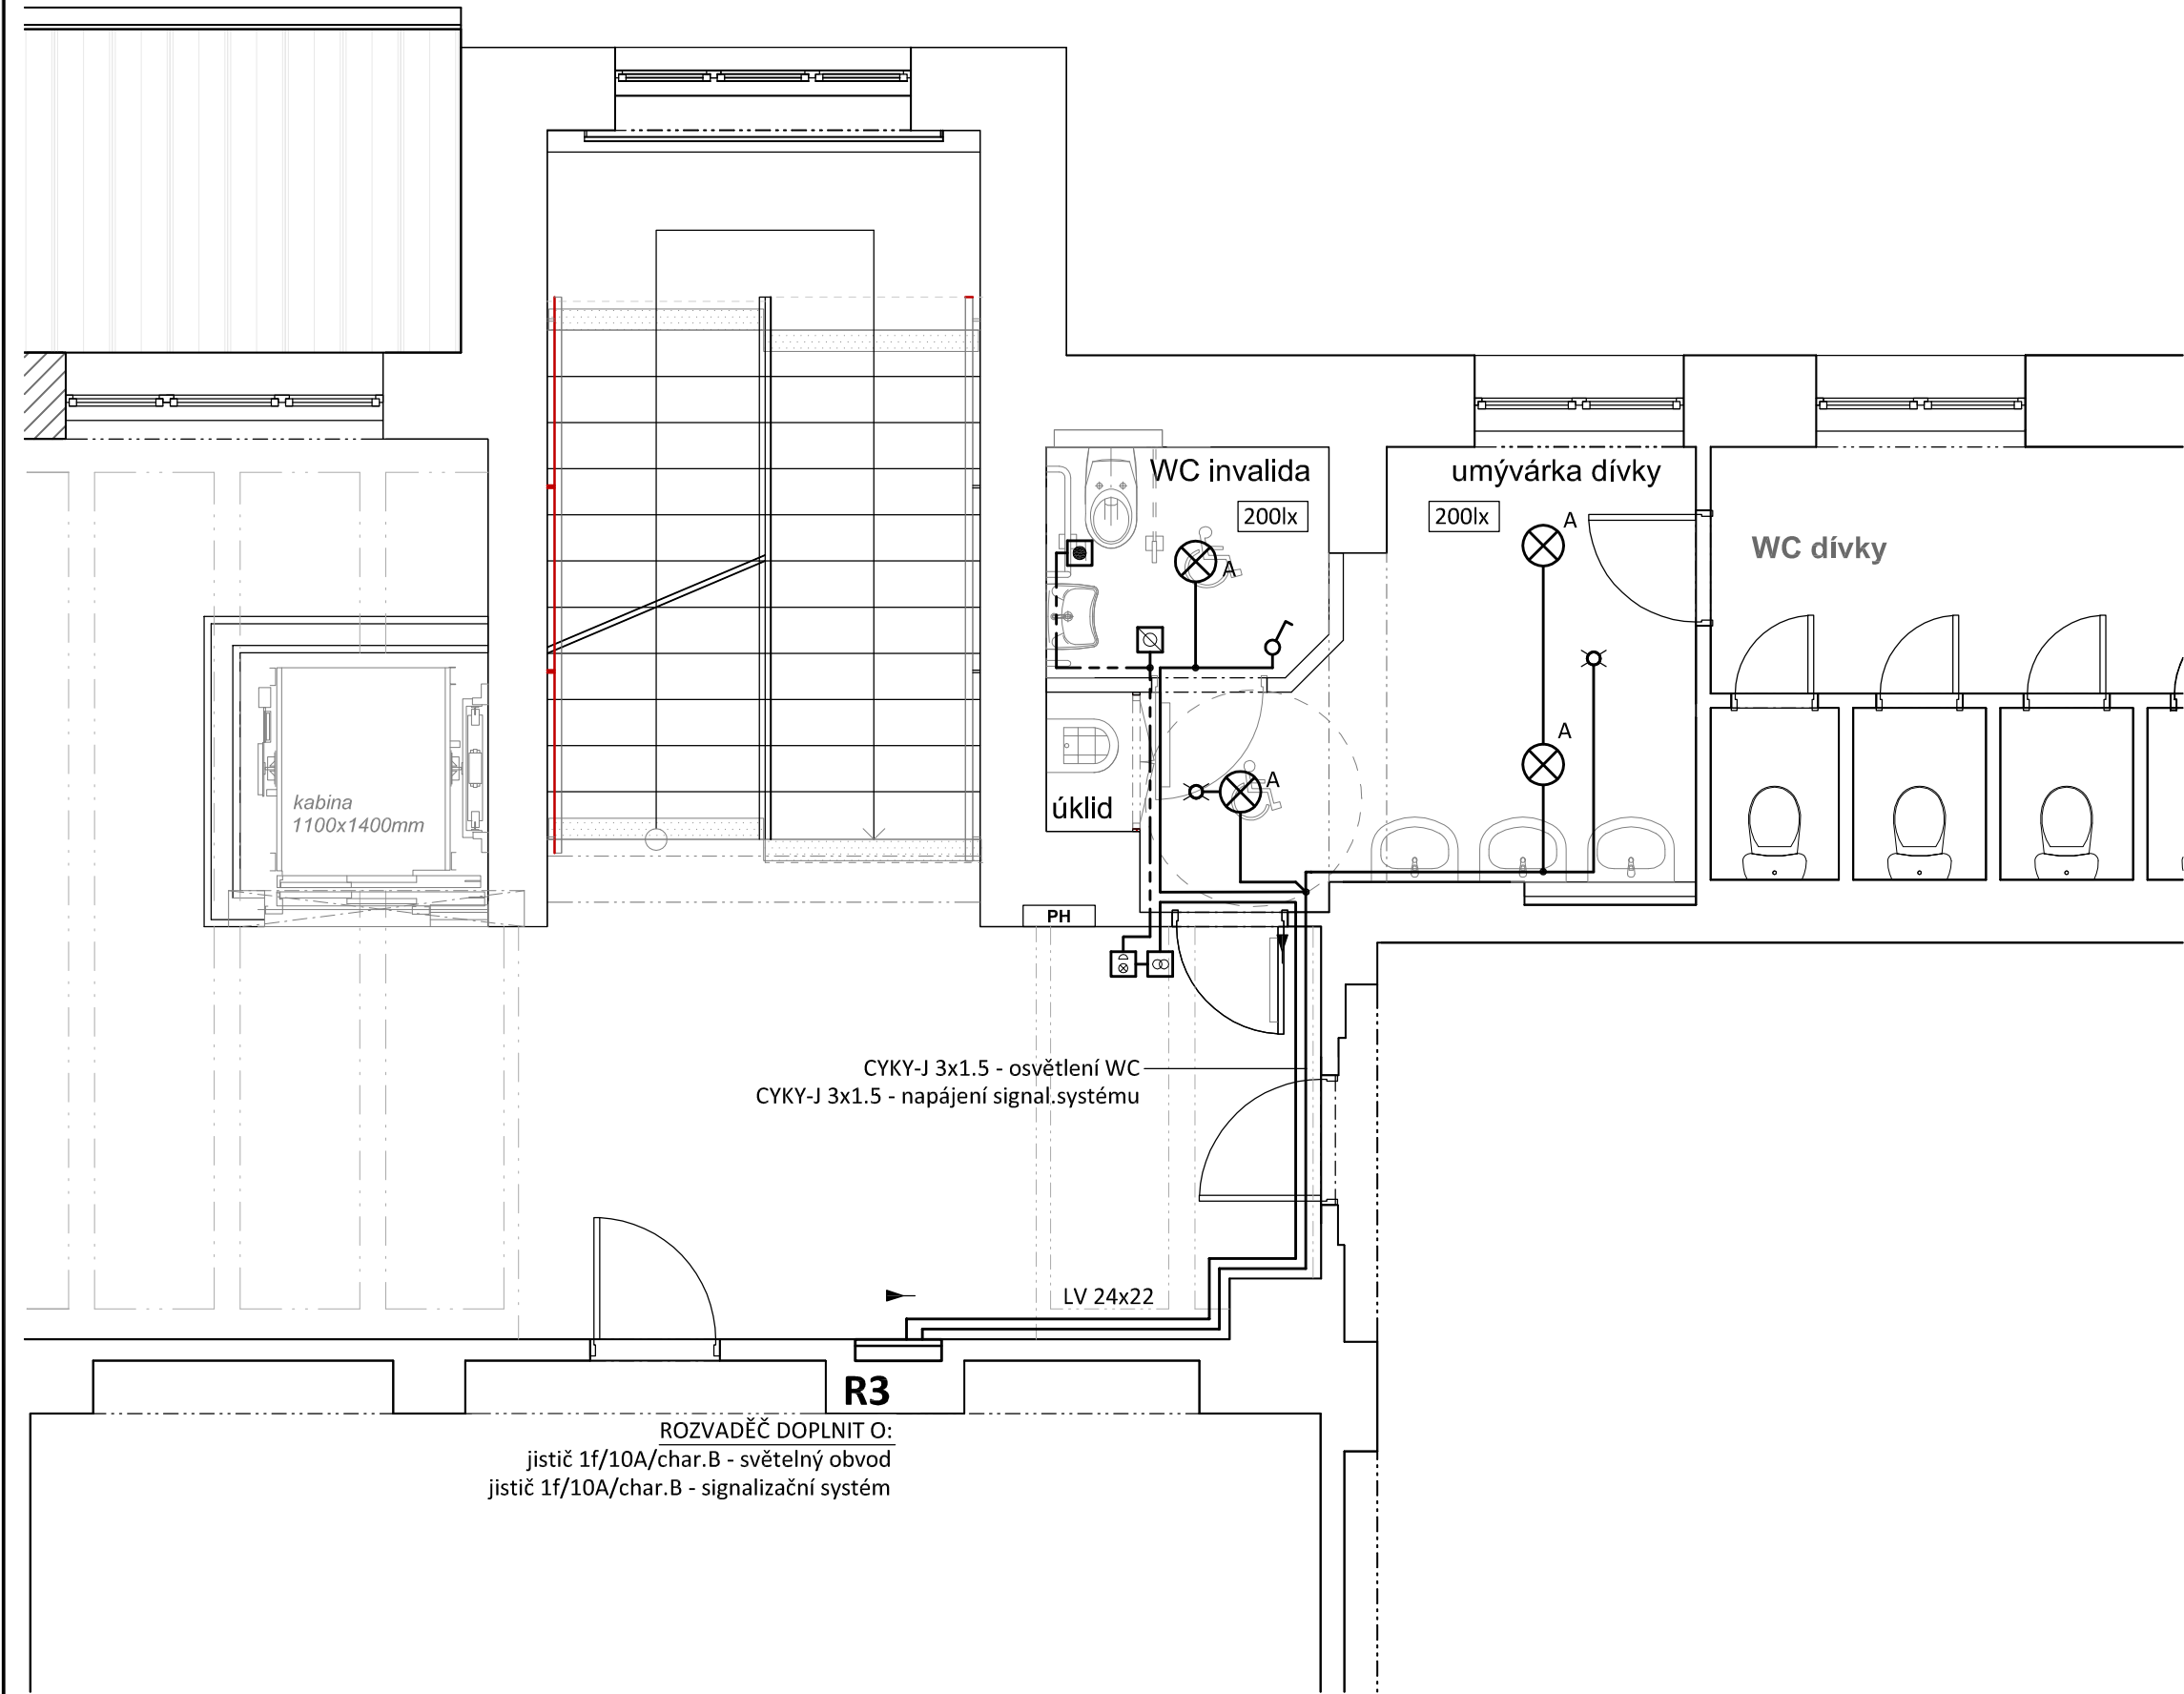 WC invalida
200lx
A
umývárka dívky
200lx
A
WC dívky
A
A
úklid
kabina
1100x1400mm
PH
CYKY-J 3x1.5 - osvětlení WC
CYKY-J 3x1.5 - napájení signal.systému
LV 24x22
R3
ROZVADĚČ DOPLNIT O:
jistič 1f/10A/char.B - světelný obvod
jistič 1f/10A/char.B - signalizační systém